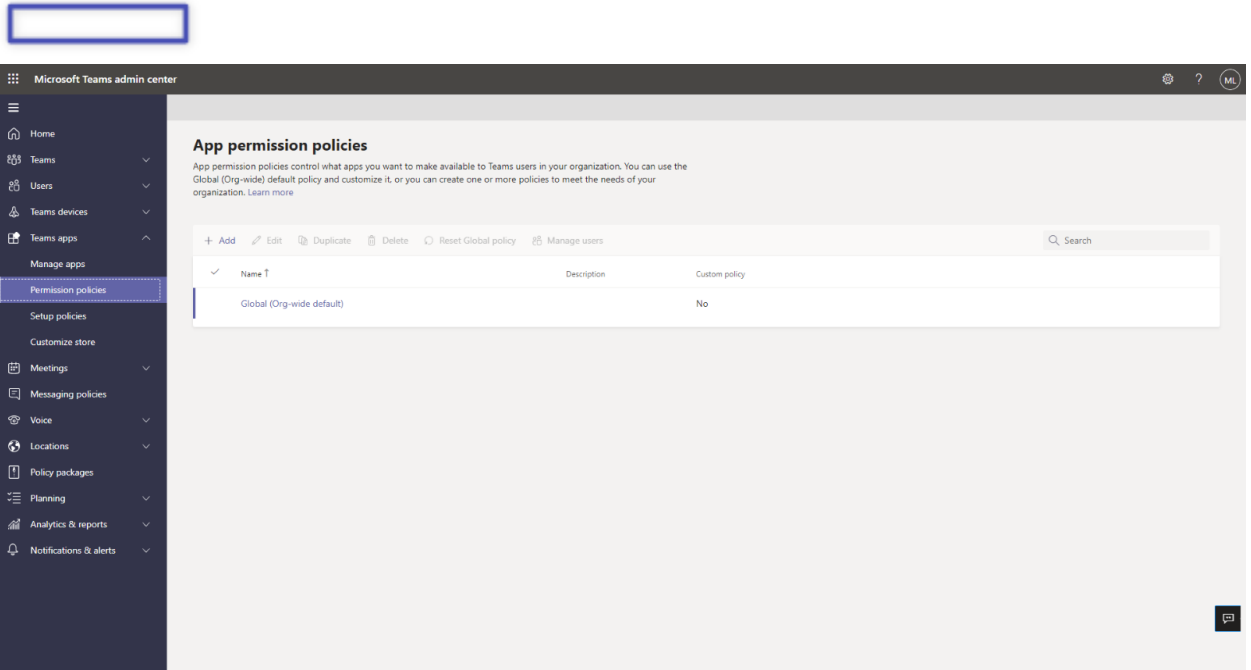 Microsoft Teams admin center
? ML
Home
Teams
Users
Teams devices
Teams apps
Manage apps
Permission policies
Setup policies
Customize store
Meetings
Messaging policies
Voice
Locations
Policy packages
Planning
Analytics & reports
Notifications & alerts
App permission policies
App permission policies control what apps you want to make available to Teams users in your organization. You can use the
Global (Org-wide) default policy and customize it, or you can create one or more policies to meet the needs of your
organization. Learn more
+ Add Edit Duplicate Delete Reset Global policy Manage users Search
Name ↑ Description Custom policy
Global (Org-wide default) No